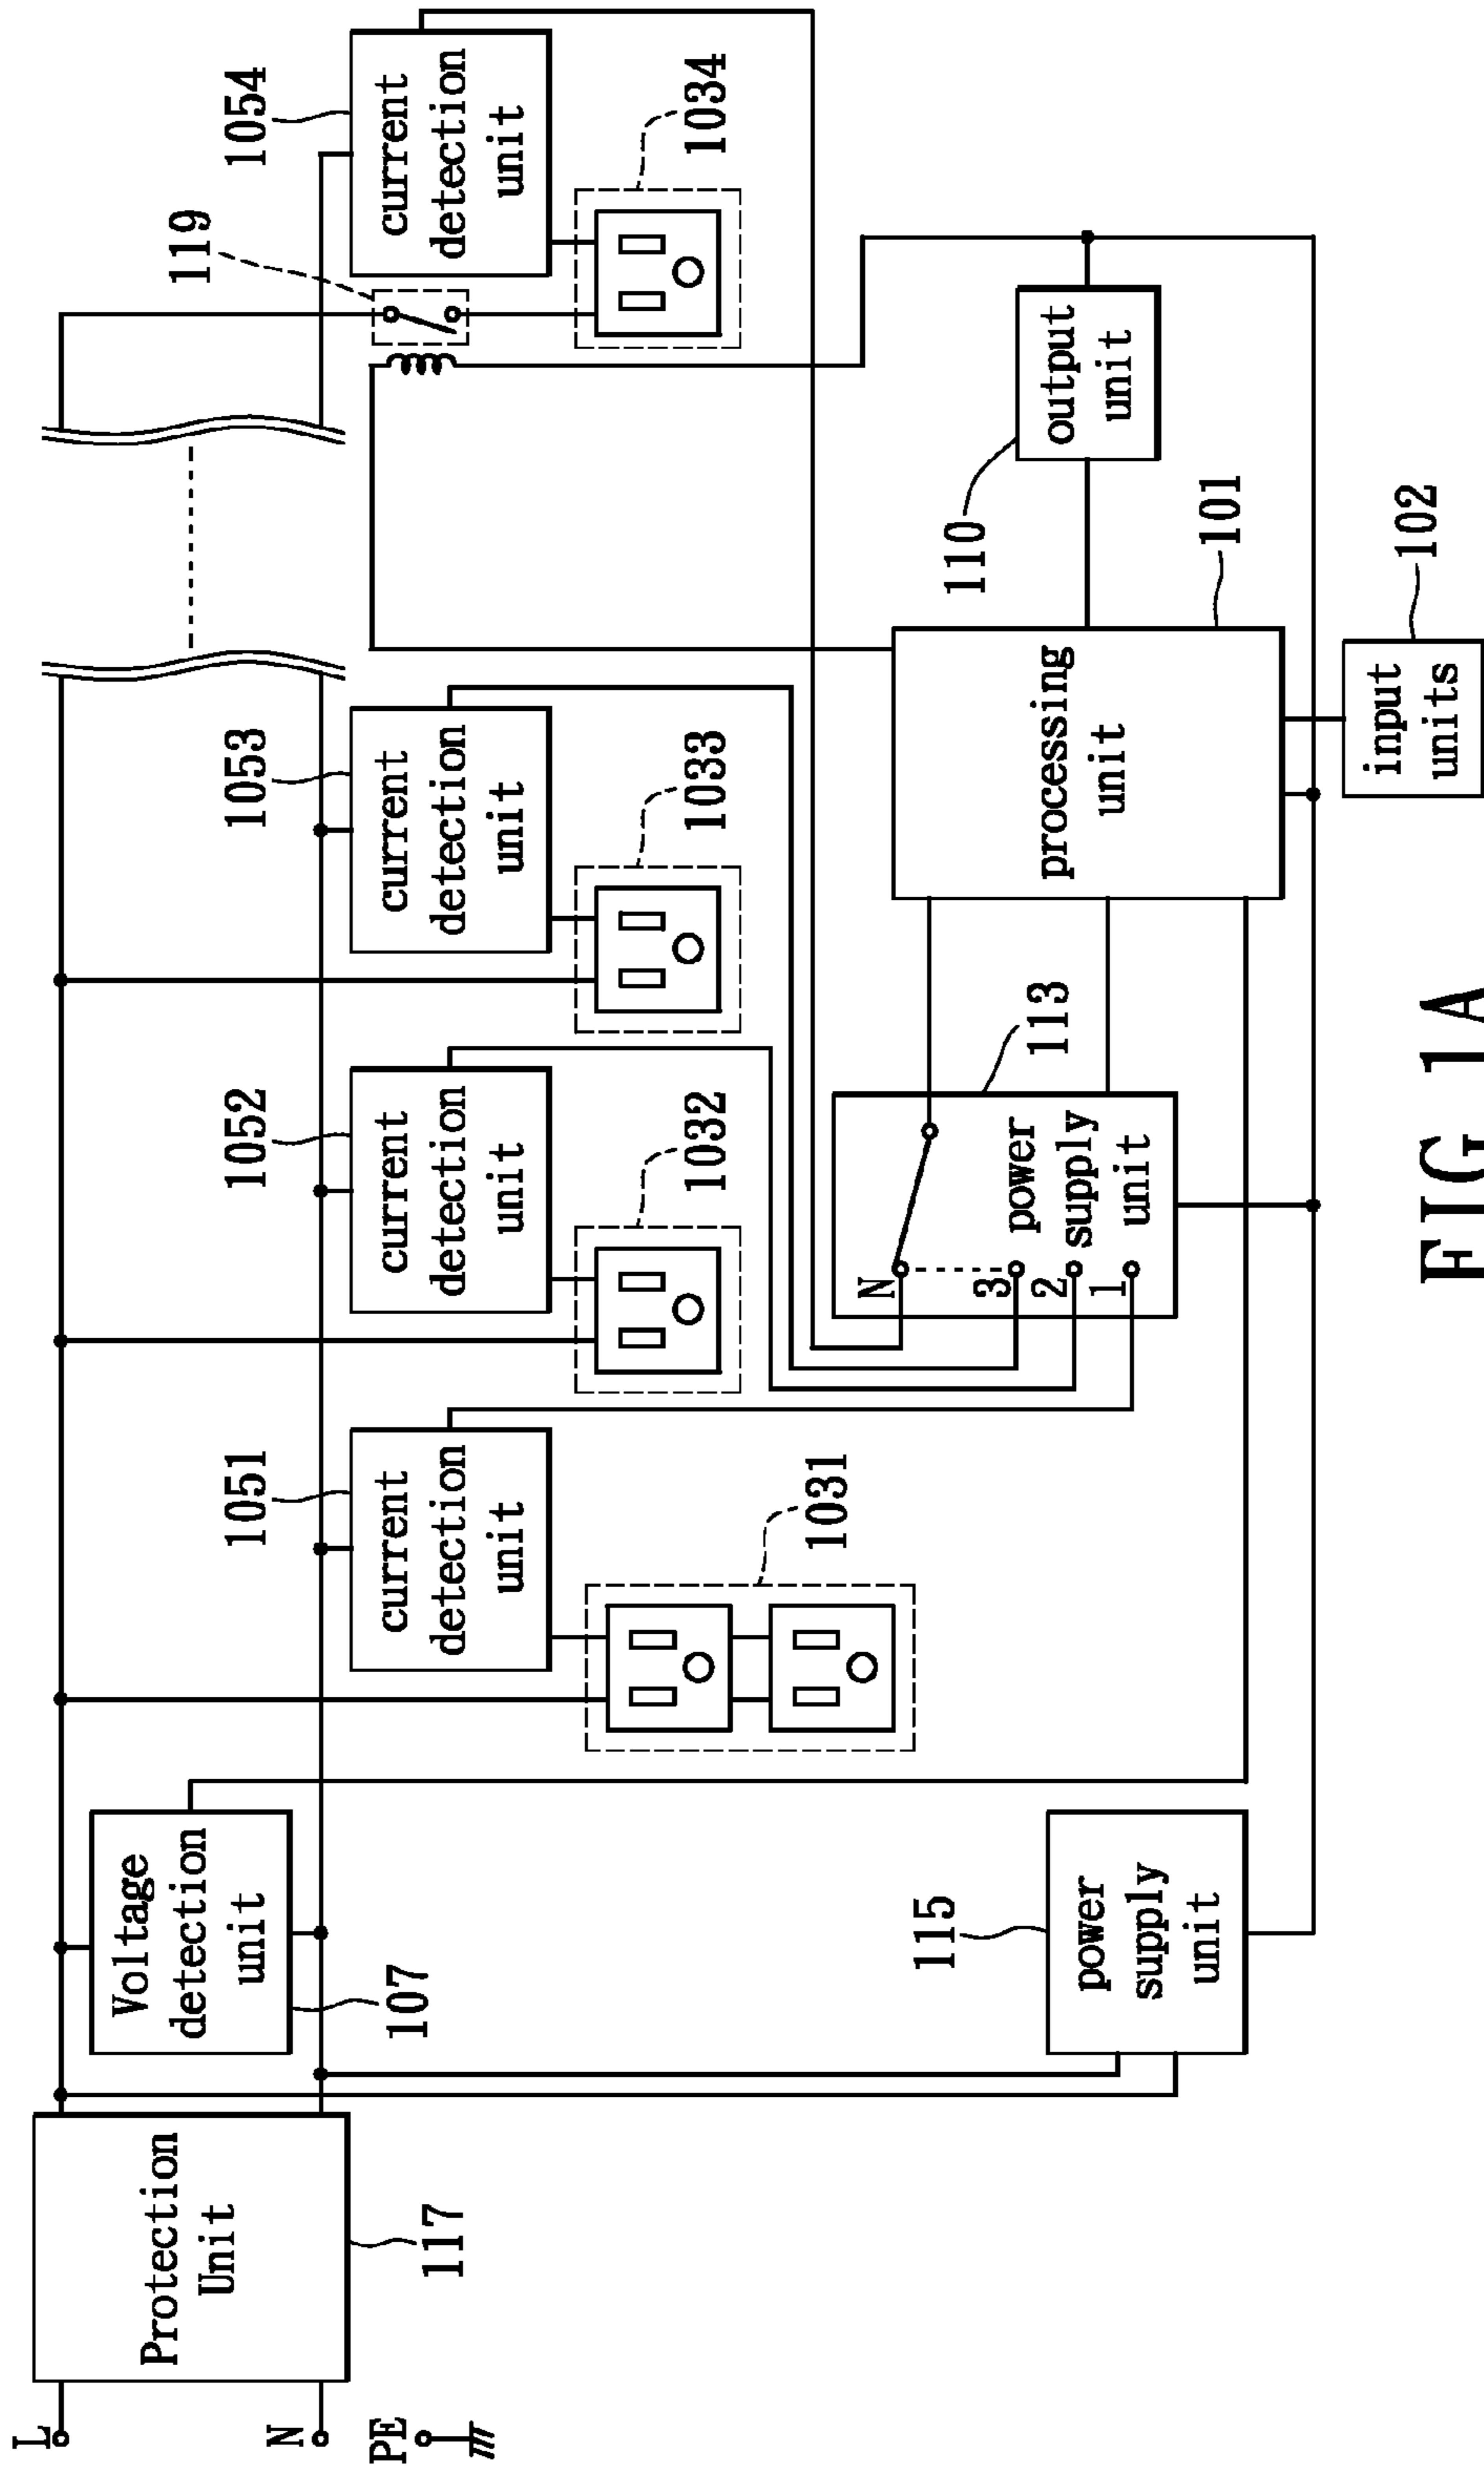 L
N
PE
Protection
Unit
117
Voltage
detection
unit
107
115
power
supply
unit
1051
current
detection
unit
1031
1052
current
detection
unit
1032
1053
current
detection
unit
1033
119
1054
current
detection
unit
1034
N
3
2
1
power
supply
unit
113
processing
unit
101
110
output
unit
input
units
102
FIG 1A